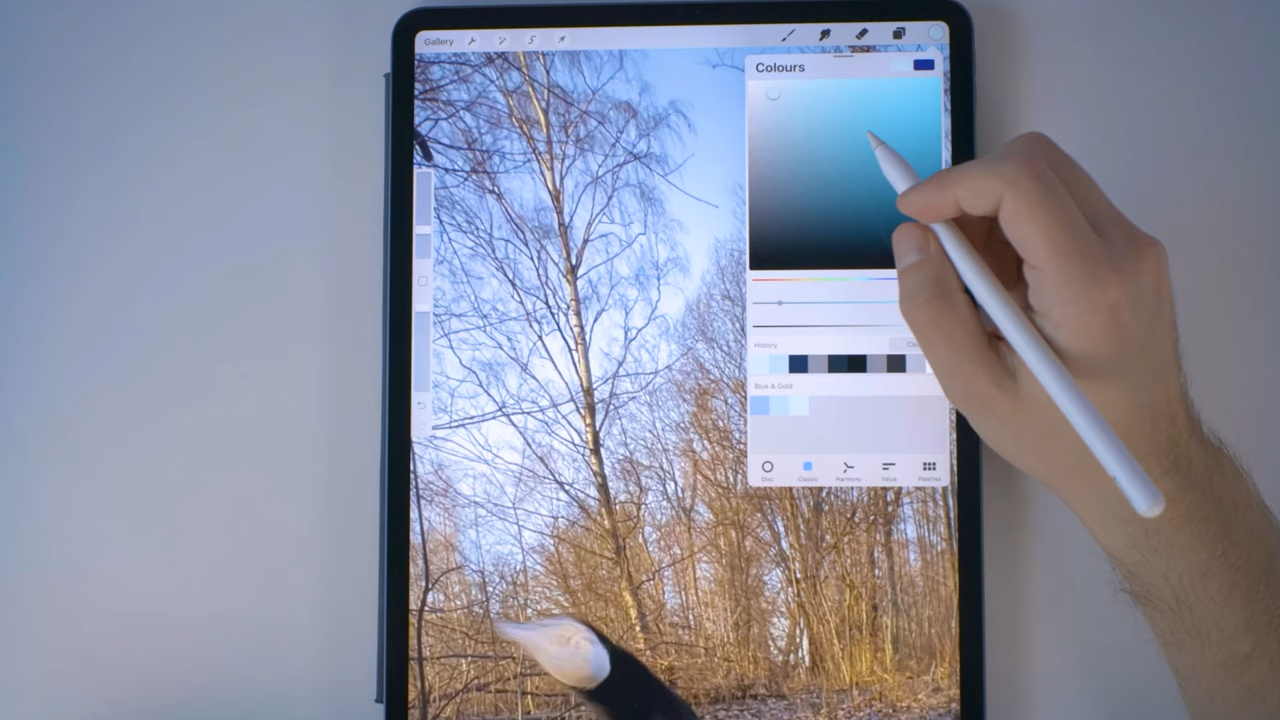 Gallery
Colours
History
Blue & Gold
Disc
Classic
Harmony
Value
Palettes